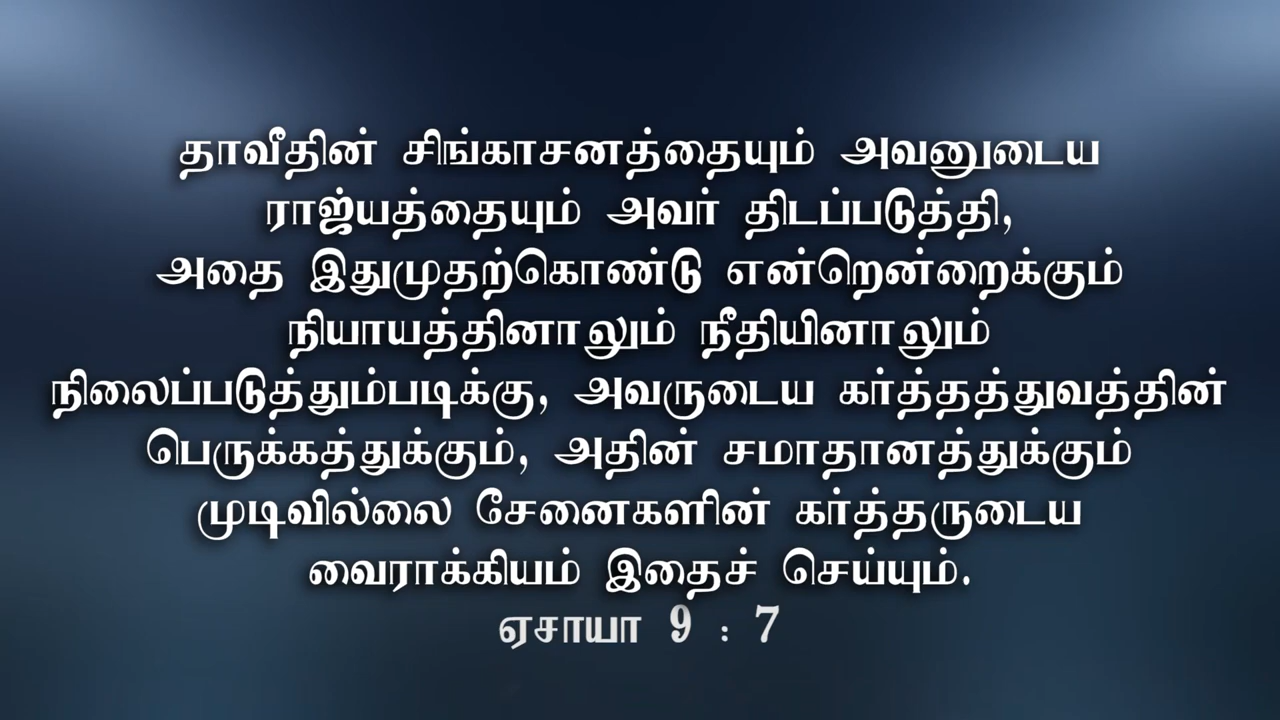 தாவீதின் சிங்காசனத்தையும் அவனுடைய
ராஜ்யத்தையும் அவர் திடப்படுத்தி,
அதை இதுமுதற்கொண்டு என்றென்றைக்கும்
நியாயத்தினாலும் நீதியினாலும்
நிலைப்படுத்தும்படிக்கு, அவருடைய கர்த்தத்துவத்தின்
பெருக்கத்துக்கும், அதின் சமாதானத்துக்கும்
முடிவில்லை சேனைகளின் கர்த்தருடைய
வைராக்கியம் இதைச் செய்யும்.
ஏசாயா 9 : 7